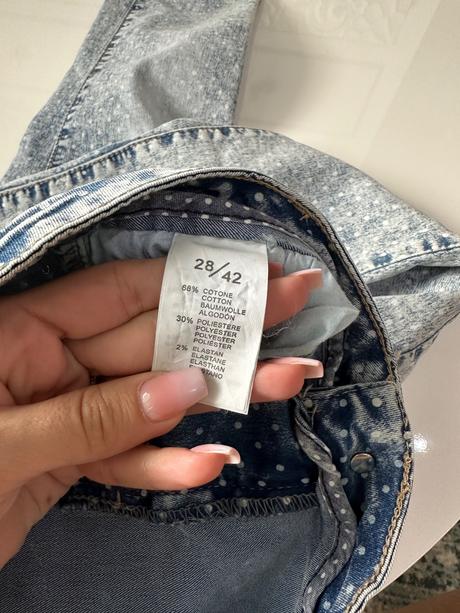 28/42
68% COTONE
COTTON
BAUMWOLLE
ALGODÓN
30% POLIESTERE
POLYESTER
POLYESTER
POLIÉSTER
2% ELASTAN
ELASTANE
ELASTHAN
ELASTANO